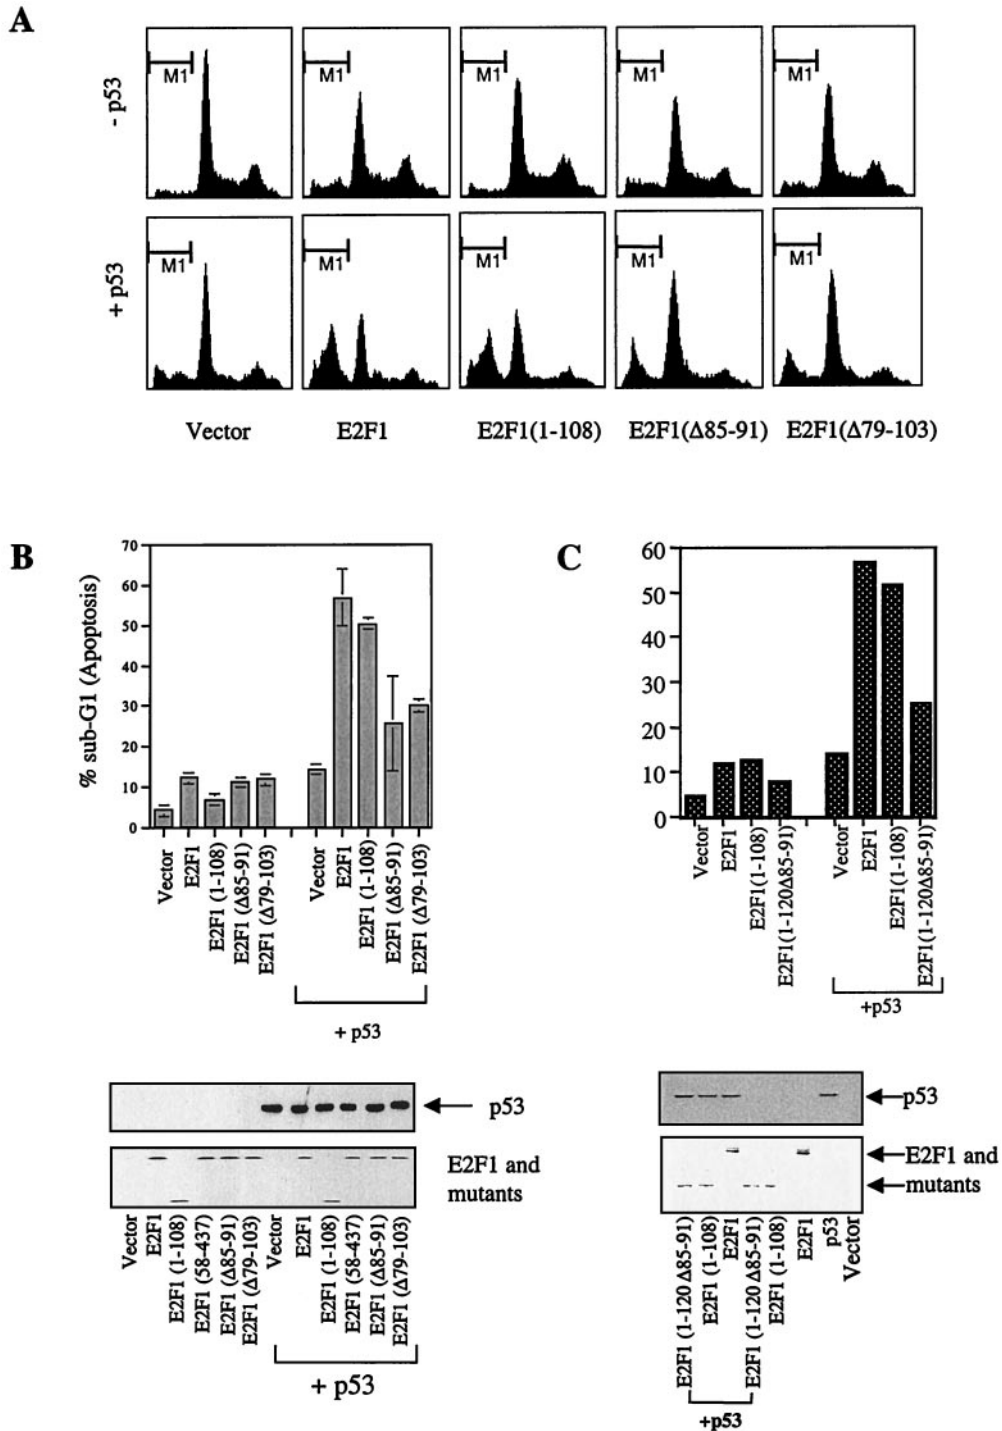 A
- p53
M1 M1 M1 M1 M1
+ p53
M1 M1 M1 M1 M1
Vector E2F1 E2F1(1-108) E2F1(Δ85-91) E2F1(Δ79-103)
B
% sub-G1 (Apoptosis)
70
60
50
40
30
20
10
0
Vector
E2F1
E2F1 (1-108)
E2F1 (Δ85-91)
E2F1 (Δ79-103)
Vector
E2F1
E2F1 (1-108)
E2F1 (Δ85-91)
E2F1 (Δ79-103)
+ p53
p53
E2F1 and
mutants
Vector
E2F1
E2F1 (1-108)
E2F1 (58-437)
E2F1 (Δ85-91)
E2F1 (Δ79-103)
Vector
E2F1
E2F1 (1-108)
E2F1 (58-437)
E2F1 (Δ85-91)
E2F1 (Δ79-103)
+ p53
C
60
50
40
30
20
10
0
Vector
E2F1
E2F1(1-108)
E2F1(1-120Δ85-91)
Vector
E2F1
E2F1(1-108)
E2F1(1-120Δ85-91)
+p53
p53
E2F1 and
mutants
E2F1 (1-120 Δ85-91)
E2F1 (1-108)
E2F1
E2F1 (1-120 Δ85-91)
E2F1 (1-108)
E2F1
p53
Vector
+p53